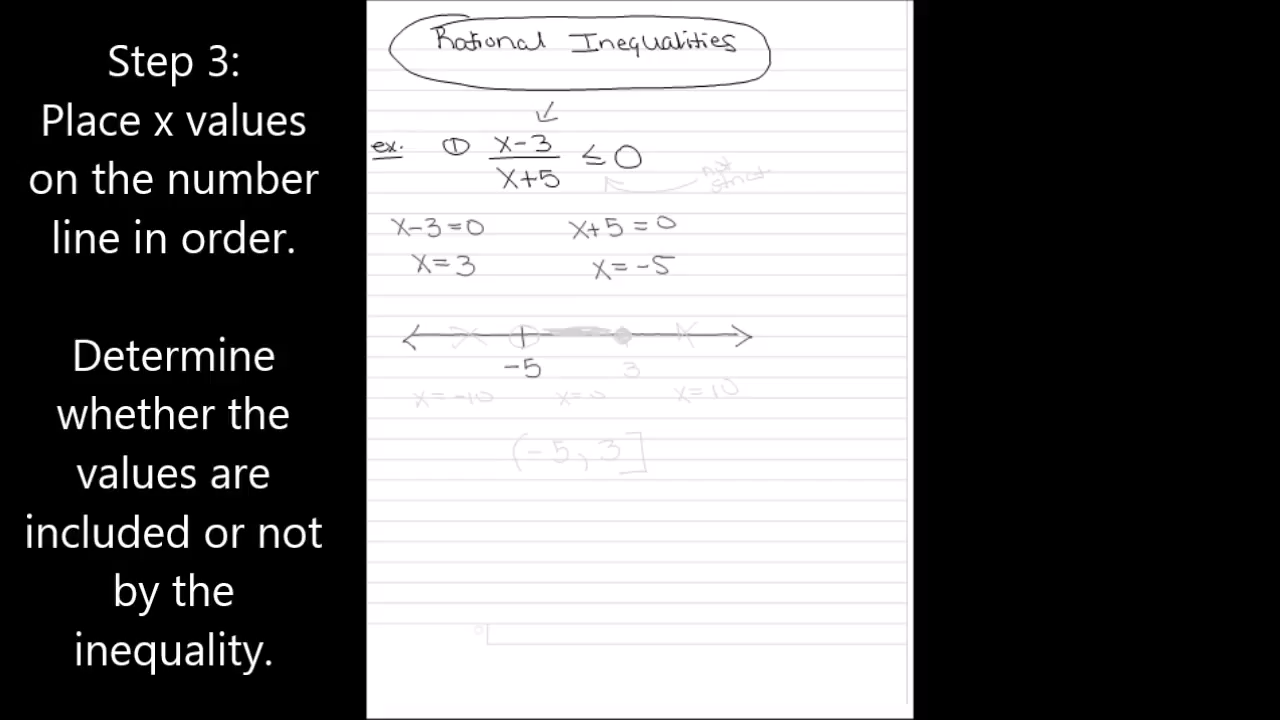 Step 3:
Place x values
on the number
line in order.
Determine
whether the
values are
included or not
by the
inequality.
Rational Inequalities
ex. ① x-3 / x+5 ≤ 0
not
strict
x-3=0 x+5=0
x=3 x=-5
-5 3
x=-10 x=0 x=10
(-5, 3]